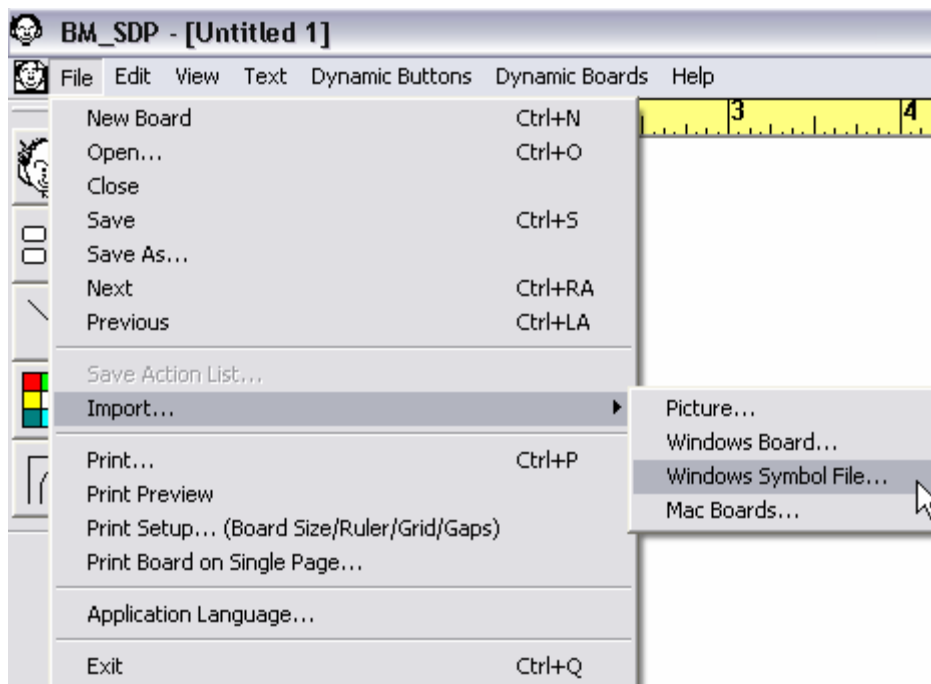 BM_SDP - [Untitled 1]
File Edit View Text Dynamic Buttons Dynamic Boards Help
3 4
New Board Ctrl+N
Open... Ctrl+O
Close
Save Ctrl+S
Save As...
Next Ctrl+RA
Previous Ctrl+LA
Save Action List...
Import...
Picture...
Windows Board...
Windows Symbol File...
Mac Boards...
Print... Ctrl+P
Print Preview
Print Setup... (Board Size/Ruler/Grid/Gaps)
Print Board on Single Page...
Application Language...
Exit Ctrl+Q